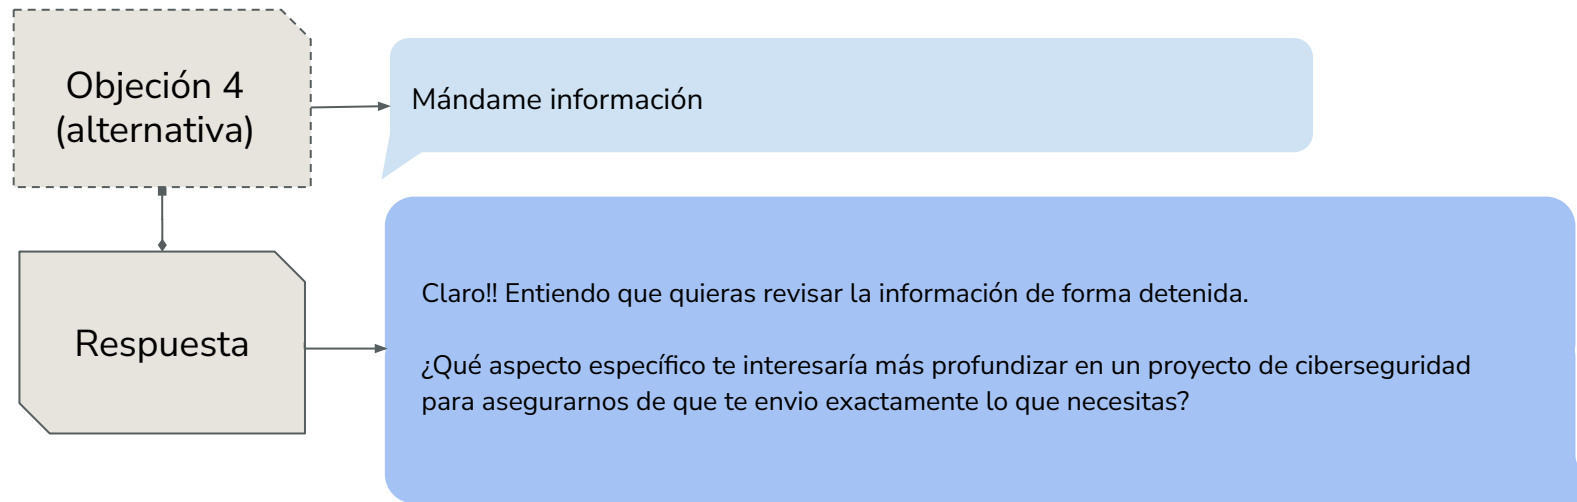 Objeción 4
(alternativa)
Mándame información
Respuesta
Claro!! Entiendo que quieras revisar la información de forma detenida.
¿Qué aspecto específico te interesaría más profundizar en un proyecto de ciberseguridad
para asegurarnos de que te envio exactamente lo que necesitas?